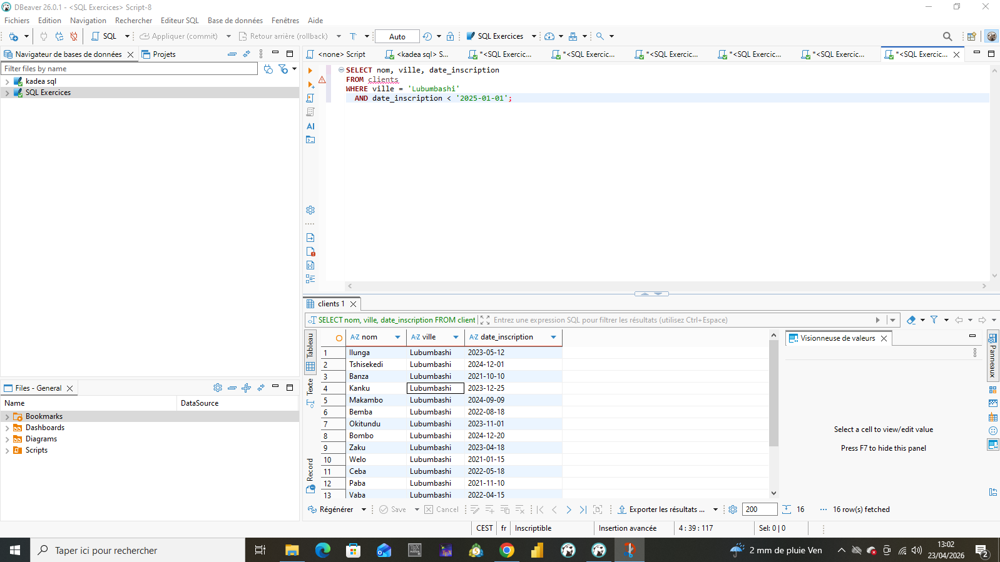 DBeaver 26.0.1 - <SQL Exercices> Script-8
Fichiers Edition Navigation Rechercher Editeur SQL Base de données Fenêtres Aide
SQL Appliquer (commit) Retour arrière (rollback) T Auto SQL Exercices
Navigateur de bases de données Projets
<none> Script <kadea sql> S... *<SQL Exerci... *<SQL Exerci... *<SQL Exerci... *<SQL Exerci... *<SQL Exerci... *<SQL Exerci...
Filter files by name
kadea sql
SQL Exercices
SELECT nom, ville, date_inscription
FROM clients
WHERE ville = 'Lubumbashi'
AND date_inscription < '2025-01-01';
AI
clients 1
SELECT nom, ville, date_inscription FROM client Entrez une expression SQL pour filtrer les résultats (utilisez Ctrl+Espace)
Tableau
Texte
Record
A-Z nom A-Z ville A-Z date_inscription
1 Ilunga Lubumbashi 2023-05-12
2 Tshisekedi Lubumbashi 2024-12-01
3 Banza Lubumbashi 2021-10-10
4 Kanku Lubumbashi 2023-12-25
5 Makambo Lubumbashi 2024-09-09
6 Bemba Lubumbashi 2022-08-18
7 Okitundu Lubumbashi 2023-11-01
8 Bombo Lubumbashi 2024-12-20
9 Zaku Lubumbashi 2023-04-18
10 Welo Lubumbashi 2021-01-15
11 Ceba Lubumbashi 2022-05-18
12 Paba Lubumbashi 2021-11-10
13 Vaba Lubumbashi 2022-04-15
Visionneuse de valeurs
Panneaux
Select a cell to view/edit value
Press F7 to hide this panel
Files - General
Name DataSource
Bookmarks
Dashboards
Diagrams
Scripts
Régénérer Save Cancel Exporter les résultats ... 200 16 ... 16 row(s) fetched
CEST fr Inscriptible Insertion avancée 4 : 39 : 117 Sel: 0 | 0
Taper ici pour rechercher
2 mm de pluie Ven
13:02
23/04/2026
2